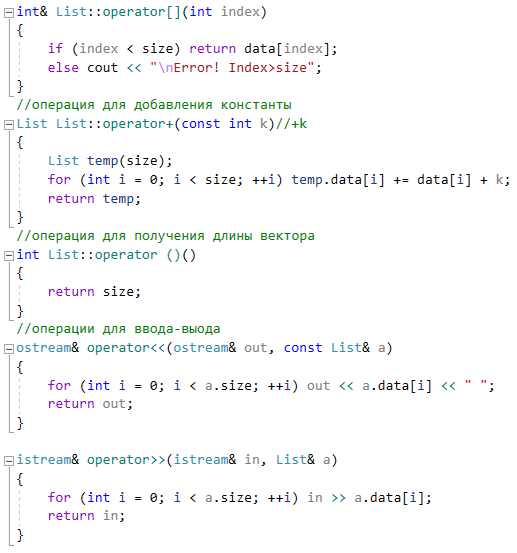 int& List::operator[](int index)
{
    if (index < size) return data[index];
    else cout << "\nError! Index>size";
}
//операция для добавления константы
List List::operator+(const int k)//+k
{
    List temp(size);
    for (int i = 0; i < size; ++i) temp.data[i] += data[i] + k;
    return temp;
}
//операция для получения длины вектора
int List::operator ()()
{
    return size;
}
//операции для ввода-выода
ostream& operator<<(ostream& out, const List& a)
{
    for (int i = 0; i < a.size; ++i) out << a.data[i] << " ";
    return out;
}

istream& operator>>(istream& in, List& a)
{
    for (int i = 0; i < a.size; ++i) in >> a.data[i];
    return in;
}